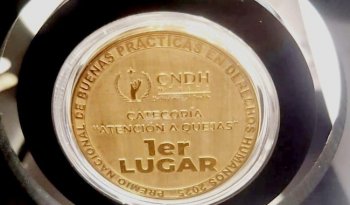 PREMIO NACIONAL DE BUENAS PRÁCTICAS EN DERECHOS HUMANOS 2025
CNDH
CATEGORÍA
"ATENCIÓN A QUEJAS"
1er
LUGAR